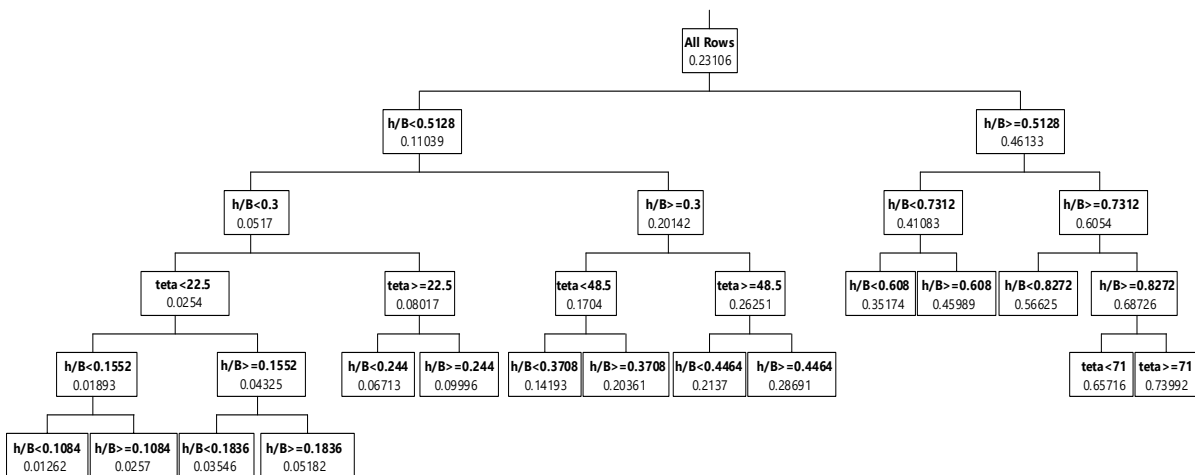 All Rows
0.23106
h/B<0.5128
0.11039
h/B>=0.5128
0.46133
h/B<0.3
0.0517
h/B>=0.3
0.20142
h/B<0.7312
0.41083
h/B>=0.7312
0.6054
teta<22.5
0.0254
teta>=22.5
0.08017
teta<48.5
0.1704
teta>=48.5
0.26251
h/B<0.608
0.35174
h/B>=0.608
0.45989
h/B<0.8272
0.56625
h/B>=0.8272
0.68726
h/B<0.1552
0.01893
h/B>=0.1552
0.04325
h/B<0.244
0.06713
h/B>=0.244
0.09996
h/B<0.3708
0.14193
h/B>=0.3708
0.20361
h/B<0.4464
0.2137
h/B>=0.4464
0.28691
teta<71
0.65716
teta>=71
0.73992
h/B<0.1084
0.01262
h/B>=0.1084
0.0257
h/B<0.1836
0.03546
h/B>=0.1836
0.05182